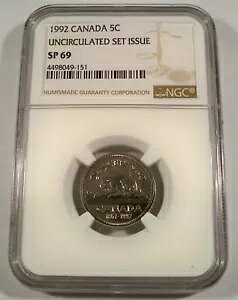 1992 CANADA 5C
UNCIRCULATED SET ISSUE
SP 69
4498049-151
NUMISMATIC GUARANTY CORPORATION
NGC
CANADA
1867-1992